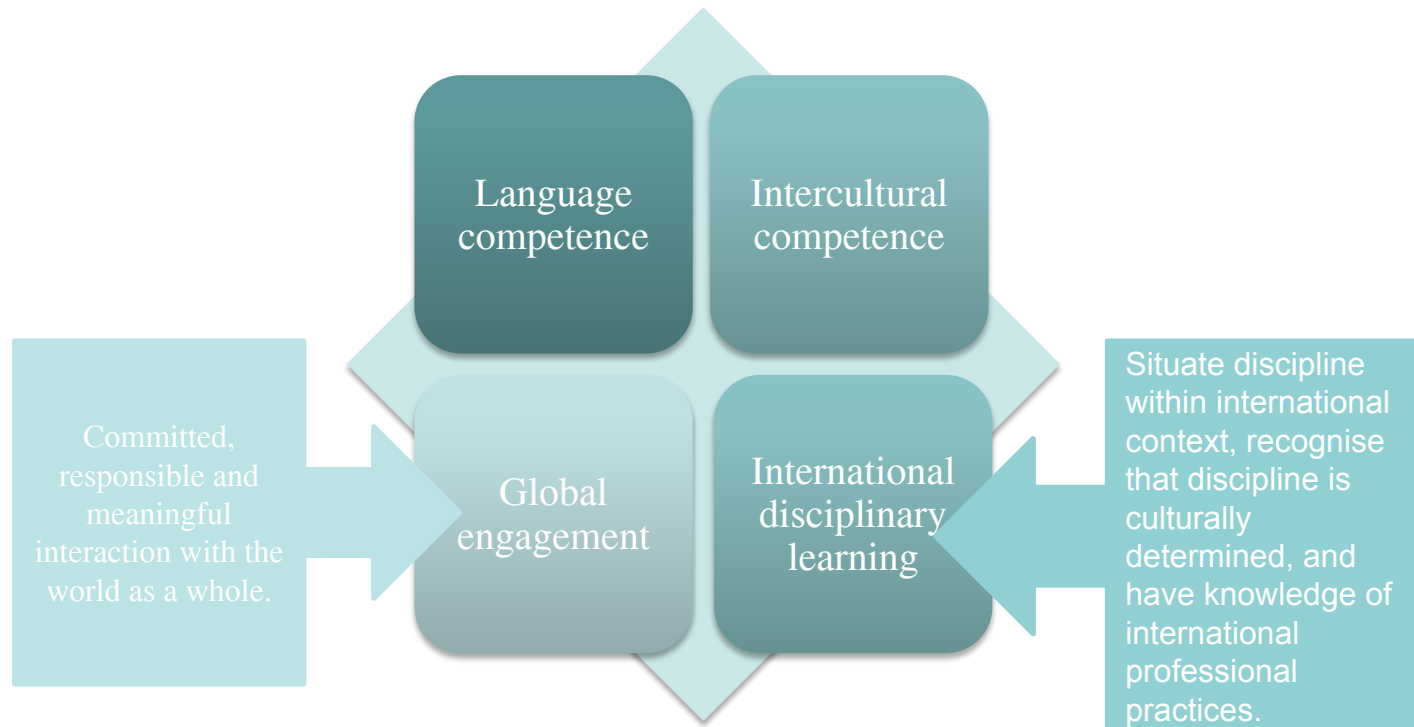 Language
competence
Intercultural
competence
Committed,
responsible and
meaningful
interaction with the
world as a whole.
Global
engagement
International
disciplinary
learning
Situate discipline
within international
context, recognise
that discipline is
culturally
determined, and
have knowledge of
international
professional
practices.